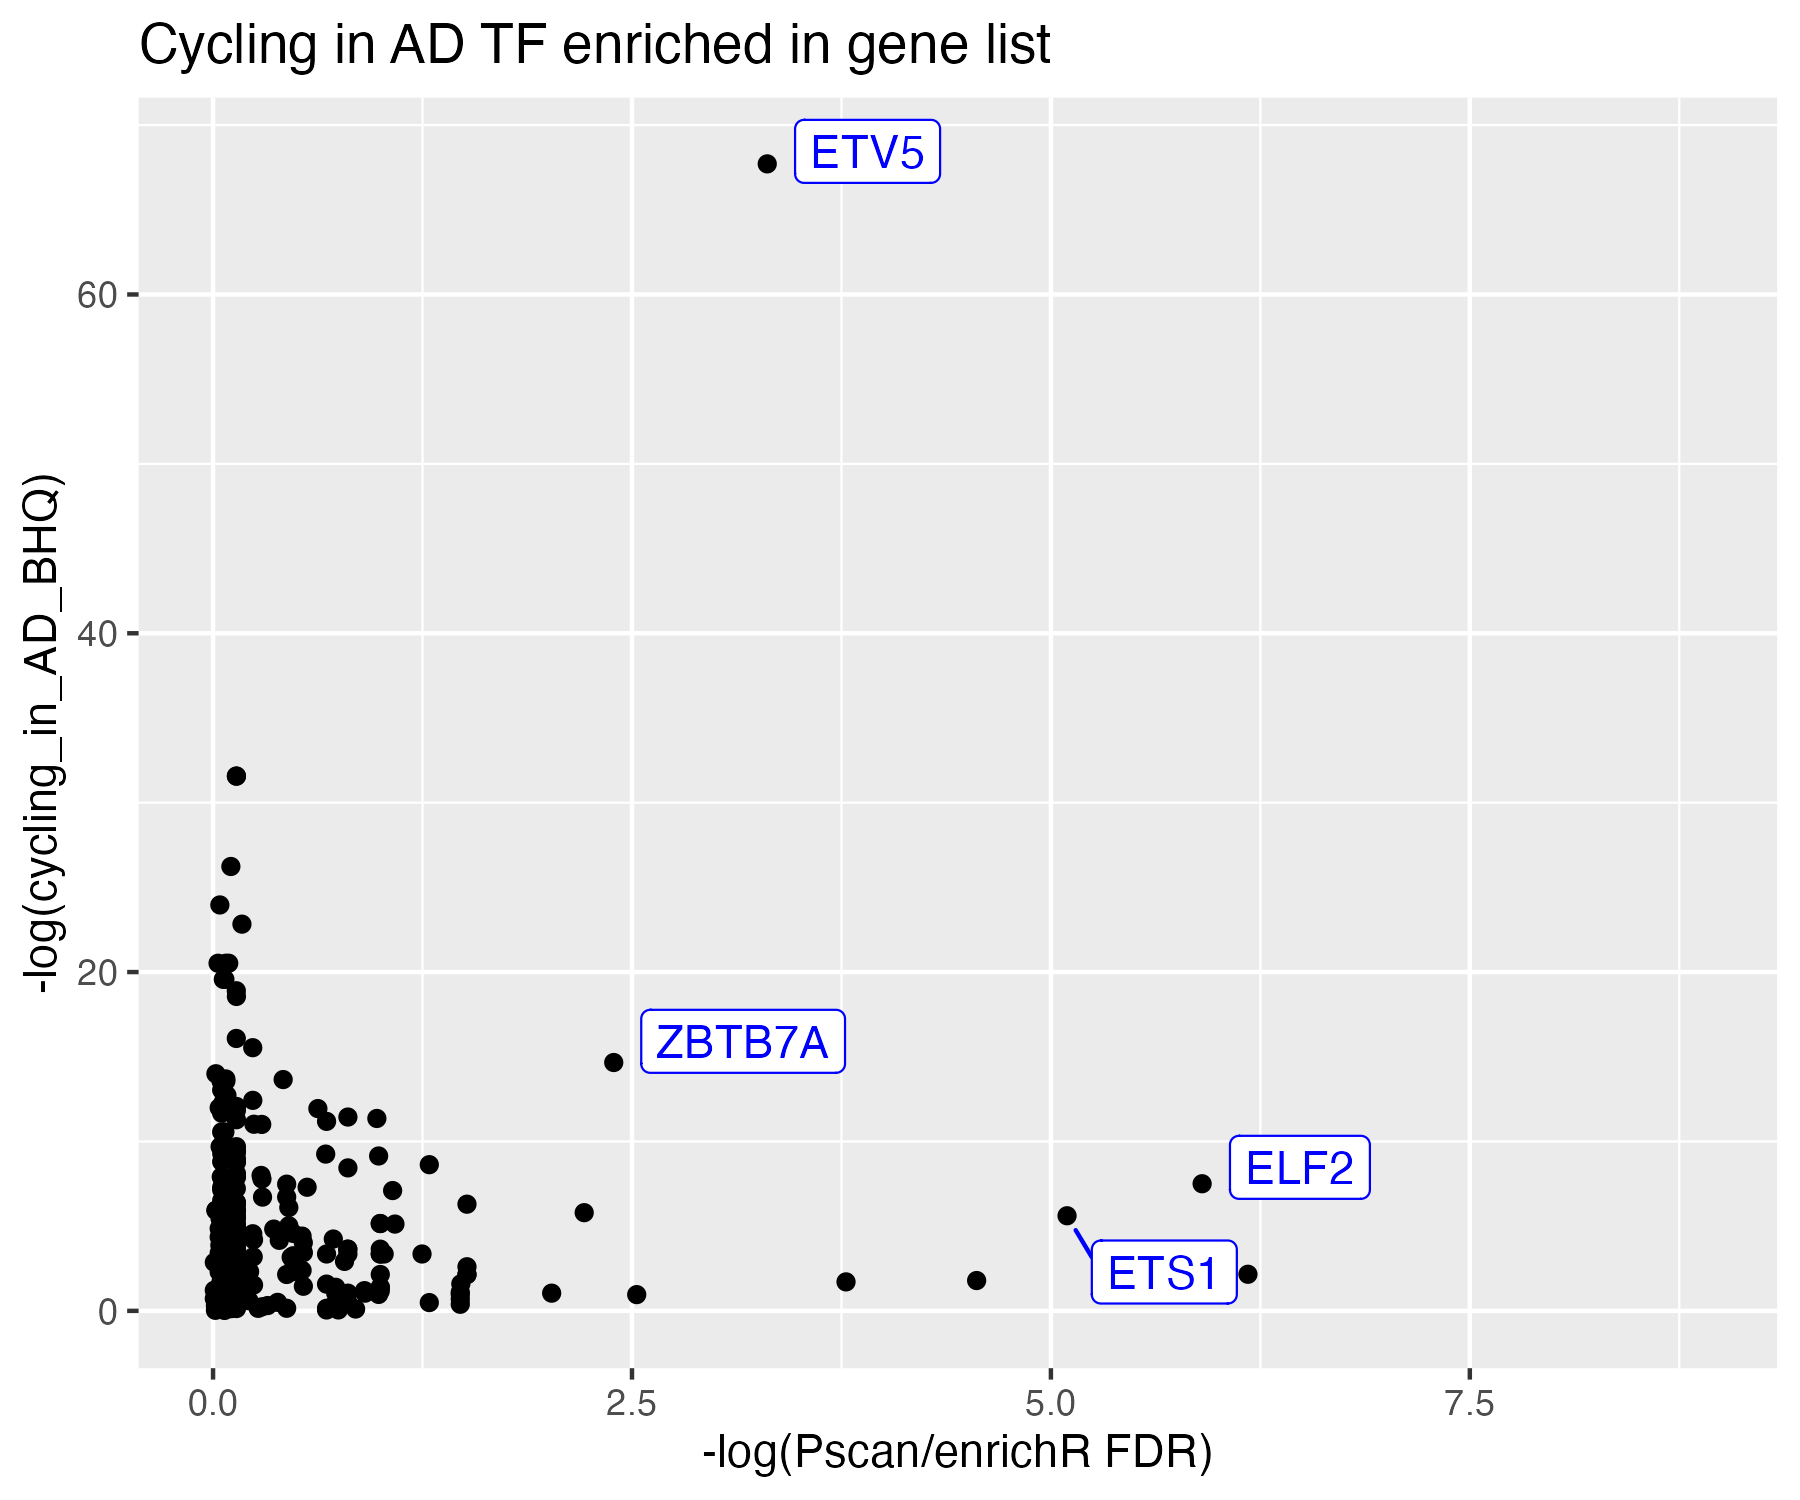 Cycling in AD TF enriched in gene list
ETV5
60
40
-log(cycling_in_AD_BHQ)
20
ZBTB7A
ELF2
ETS1
0
0.0 2.5 5.0 7.5
-log(Pscan/enrichR FDR)